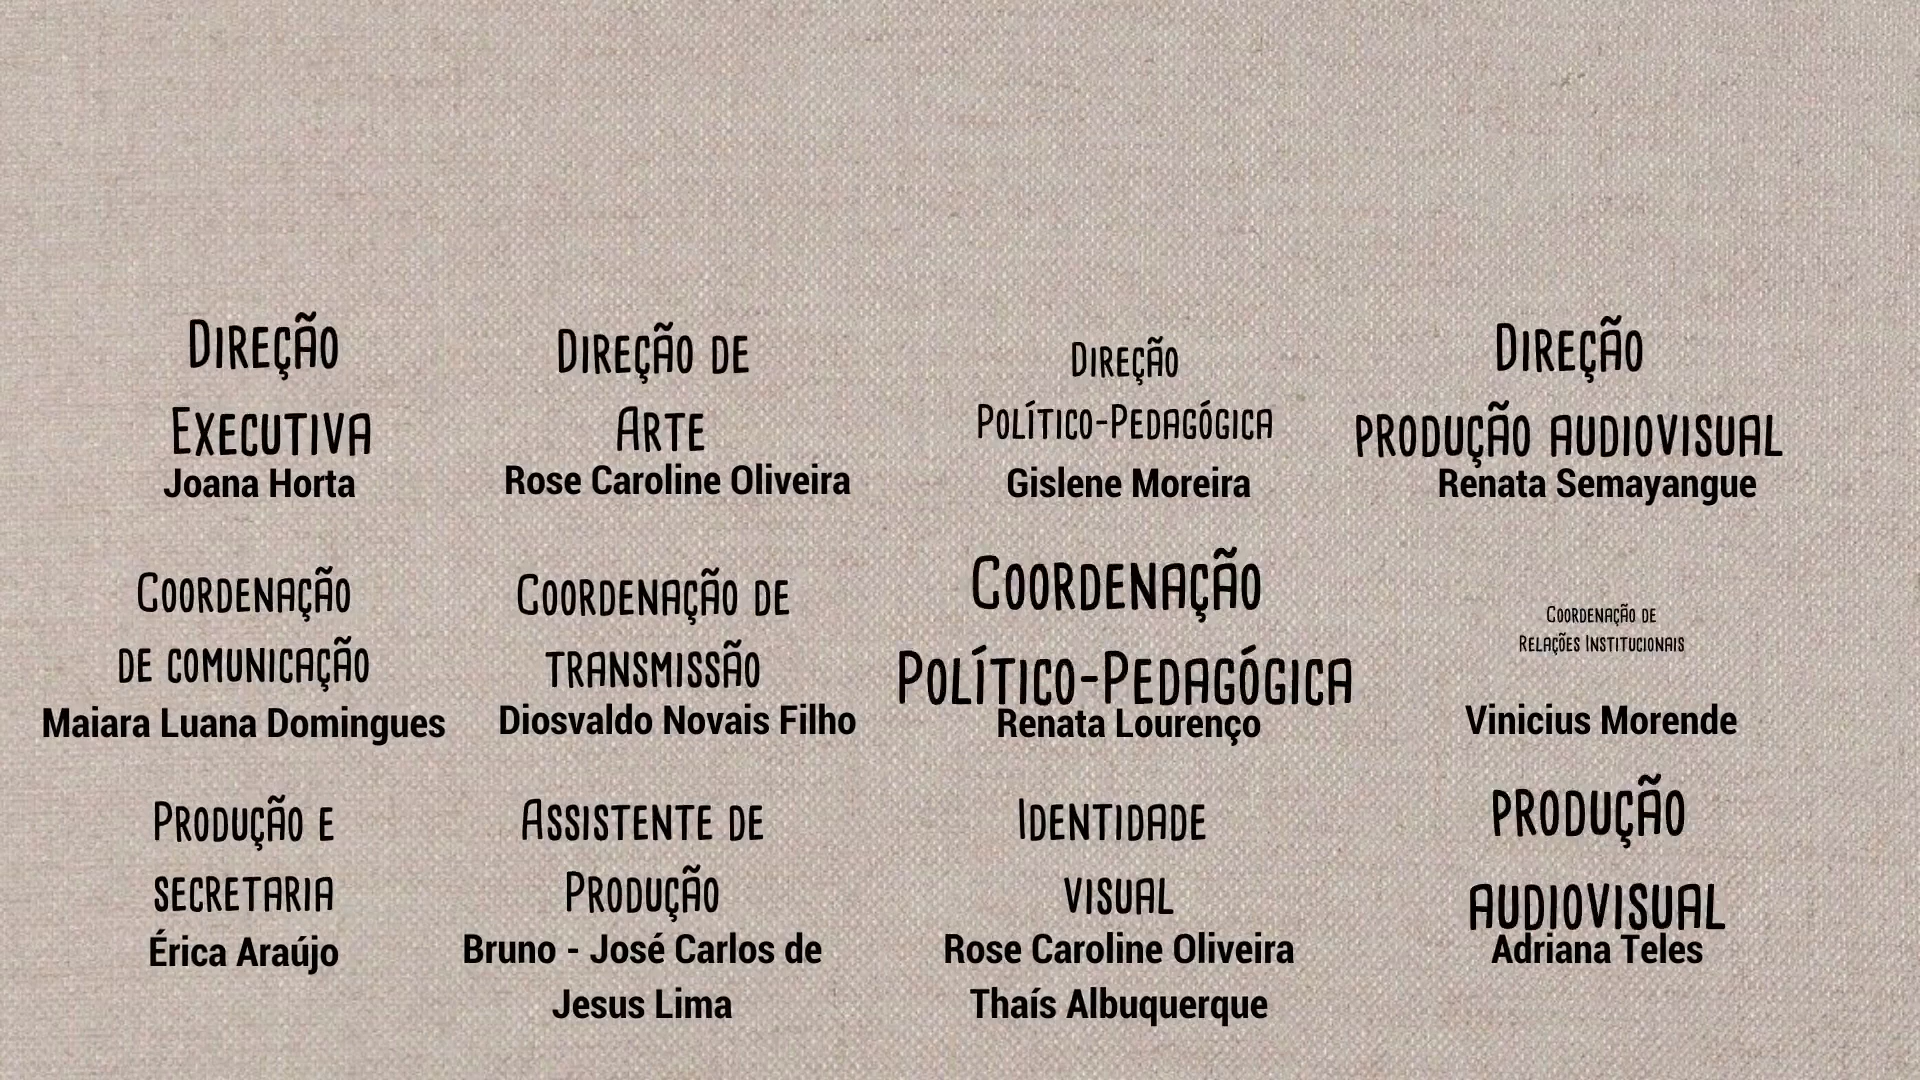 Direção
Executiva
Joana Horta
Direção de
Arte
Rose Caroline Oliveira
Direção
Político-Pedagógica
Gislene Moreira
Direção
produção audiovisual
Renata Semayangue
Coordenação
de comunicação
Maiara Luana Domingues
Coordenação de
transmissão
Diosvaldo Novais Filho
Coordenação
Político-Pedagógica
Renata Lourenço
Coordenação de
Relações Institucionais
Vinicius Morende
Produção e
secretaria
Érica Araújo
Assistente de
Produção
Bruno - José Carlos de
Jesus Lima
Identidade
visual
Rose Caroline Oliveira
Thaís Albuquerque
produção
audiovisual
Adriana Teles